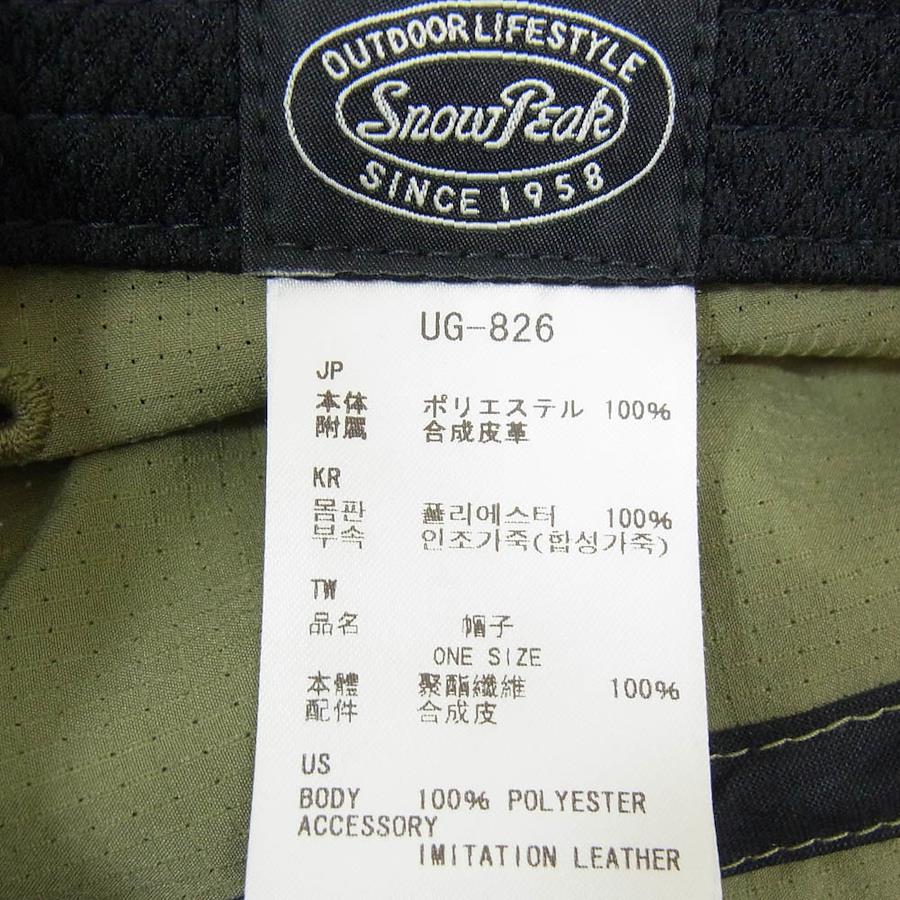 OUTDOOR LIFESTYLE
Snow Peak
SINCE 1958
UG-826
JP
本体 ポリエステル 100%
附属 合成皮革
KR
몸판 폴리에스터 100%
부속 인조가죽(합성가죽)
TW
品名 帽子
ONE SIZE
本體 聚酯纖維 100%
配件 合成皮
US
BODY 100% POLYESTER
ACCESSORY
IMITATION LEATHER